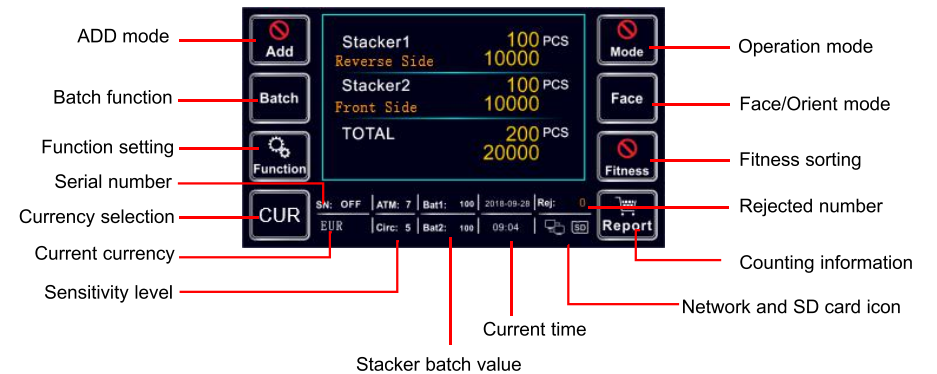 ADD mode
Batch function
Function setting
Serial number
Currency selection
Current currency
Sensitivity level
Add
Batch
Function
CUR
Stacker1 100 PCS
Reverse Side 10000
Stacker2 100 PCS
Front Side 10000
TOTAL 200 PCS
20000
SN: OFF ATM: 7 Bat1: 100 2018-09-28 Rej: 0
EUR Circ: 5 Bat2: 100 09:04 SD
Mode
Face
Fitness
Report
Operation mode
Face/Orient mode
Fitness sorting
Rejected number
Counting information
Network and SD card icon
Current time
Stacker batch value